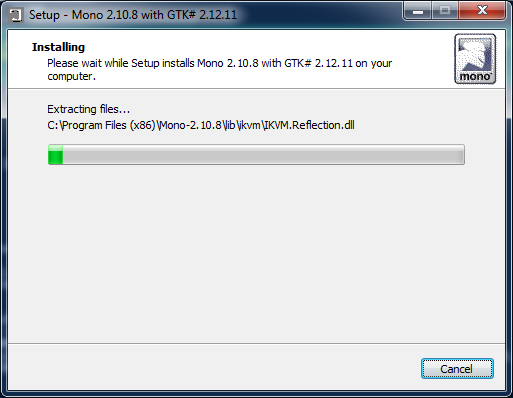 Setup - Mono 2.10.8 with GTK# 2.12.11
Installing
Please wait while Setup installs Mono 2.10.8 with GTK# 2.12.11 on your
computer.
mono
Extracting files...
C:\Program Files (x86)\Mono-2.10.8\lib\ikvm\IKVM.Reflection.dll
Cancel